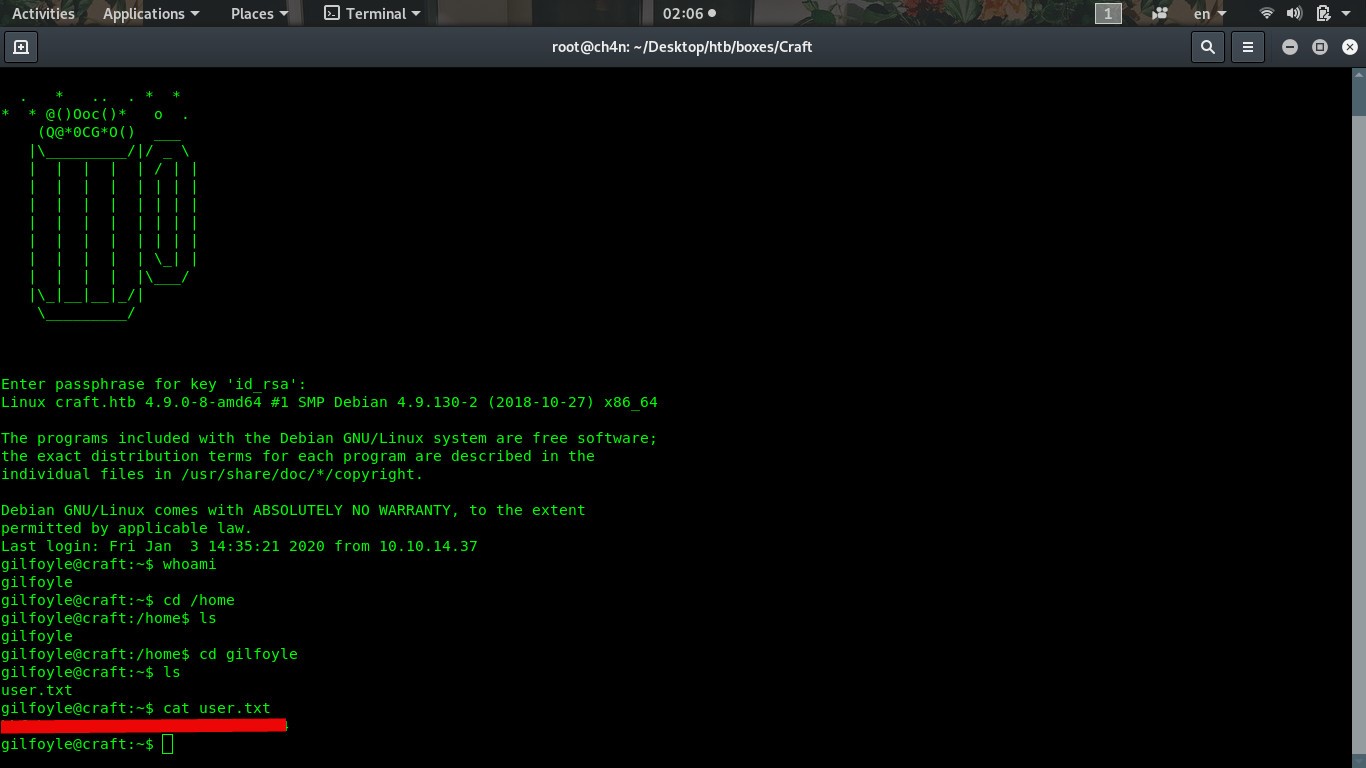 Activities Applications Places Terminal 02:06 1 en
root@ch4n: ~/Desktop/htb/boxes/Craft
  .   *   ..  . *  *
*  * @()Ooc()*   o  .
    (Q@*0CG*O()  ___
   |\_________/|/ _ \
   |  |  |  |  | / | |
   |  |  |  |  | | | |
   |  |  |  |  | | | |
   |  |  |  |  | | | |
   |  |  |  |  | | | |
   |  |  |  |  | \_| |
   |  |  |  |  |\___/
   |\_|__|__|_/|
    \_________/
Enter passphrase for key 'id_rsa':
Linux craft.htb 4.9.0-8-amd64 #1 SMP Debian 4.9.130-2 (2018-10-27) x86_64
The programs included with the Debian GNU/Linux system are free software;
the exact distribution terms for each program are described in the
individual files in /usr/share/doc/*/copyright.
Debian GNU/Linux comes with ABSOLUTELY NO WARRANTY, to the extent
permitted by applicable law.
Last login: Fri Jan  3 14:35:21 2020 from 10.10.14.37
gilfoyle@craft:~$ whoami
gilfoyle
gilfoyle@craft:~$ cd /home
gilfoyle@craft:/home$ ls
gilfoyle
gilfoyle@craft:/home$ cd gilfoyle
gilfoyle@craft:~$ ls
user.txt
gilfoyle@craft:~$ cat user.txt
gilfoyle@craft:~$